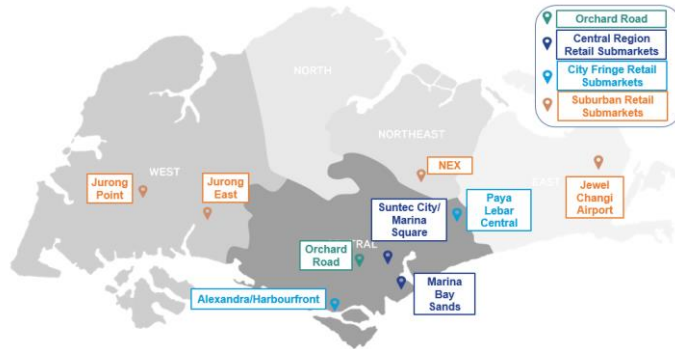 Orchard Road
Central Region
Retail Submarkets
City Fringe Retail
Submarkets
Suburban Retail
Submarkets
NORTH
NORTHEAST
WEST
EAST
TRAL
Jurong
Point
Jurong
East
NEX
Jewel
Changi
Airport
Suntec City/
Marina
Square
Paya
Lebar
Central
Orchard
Road
Marina
Bay
Sands
Alexandra/Harbourfront